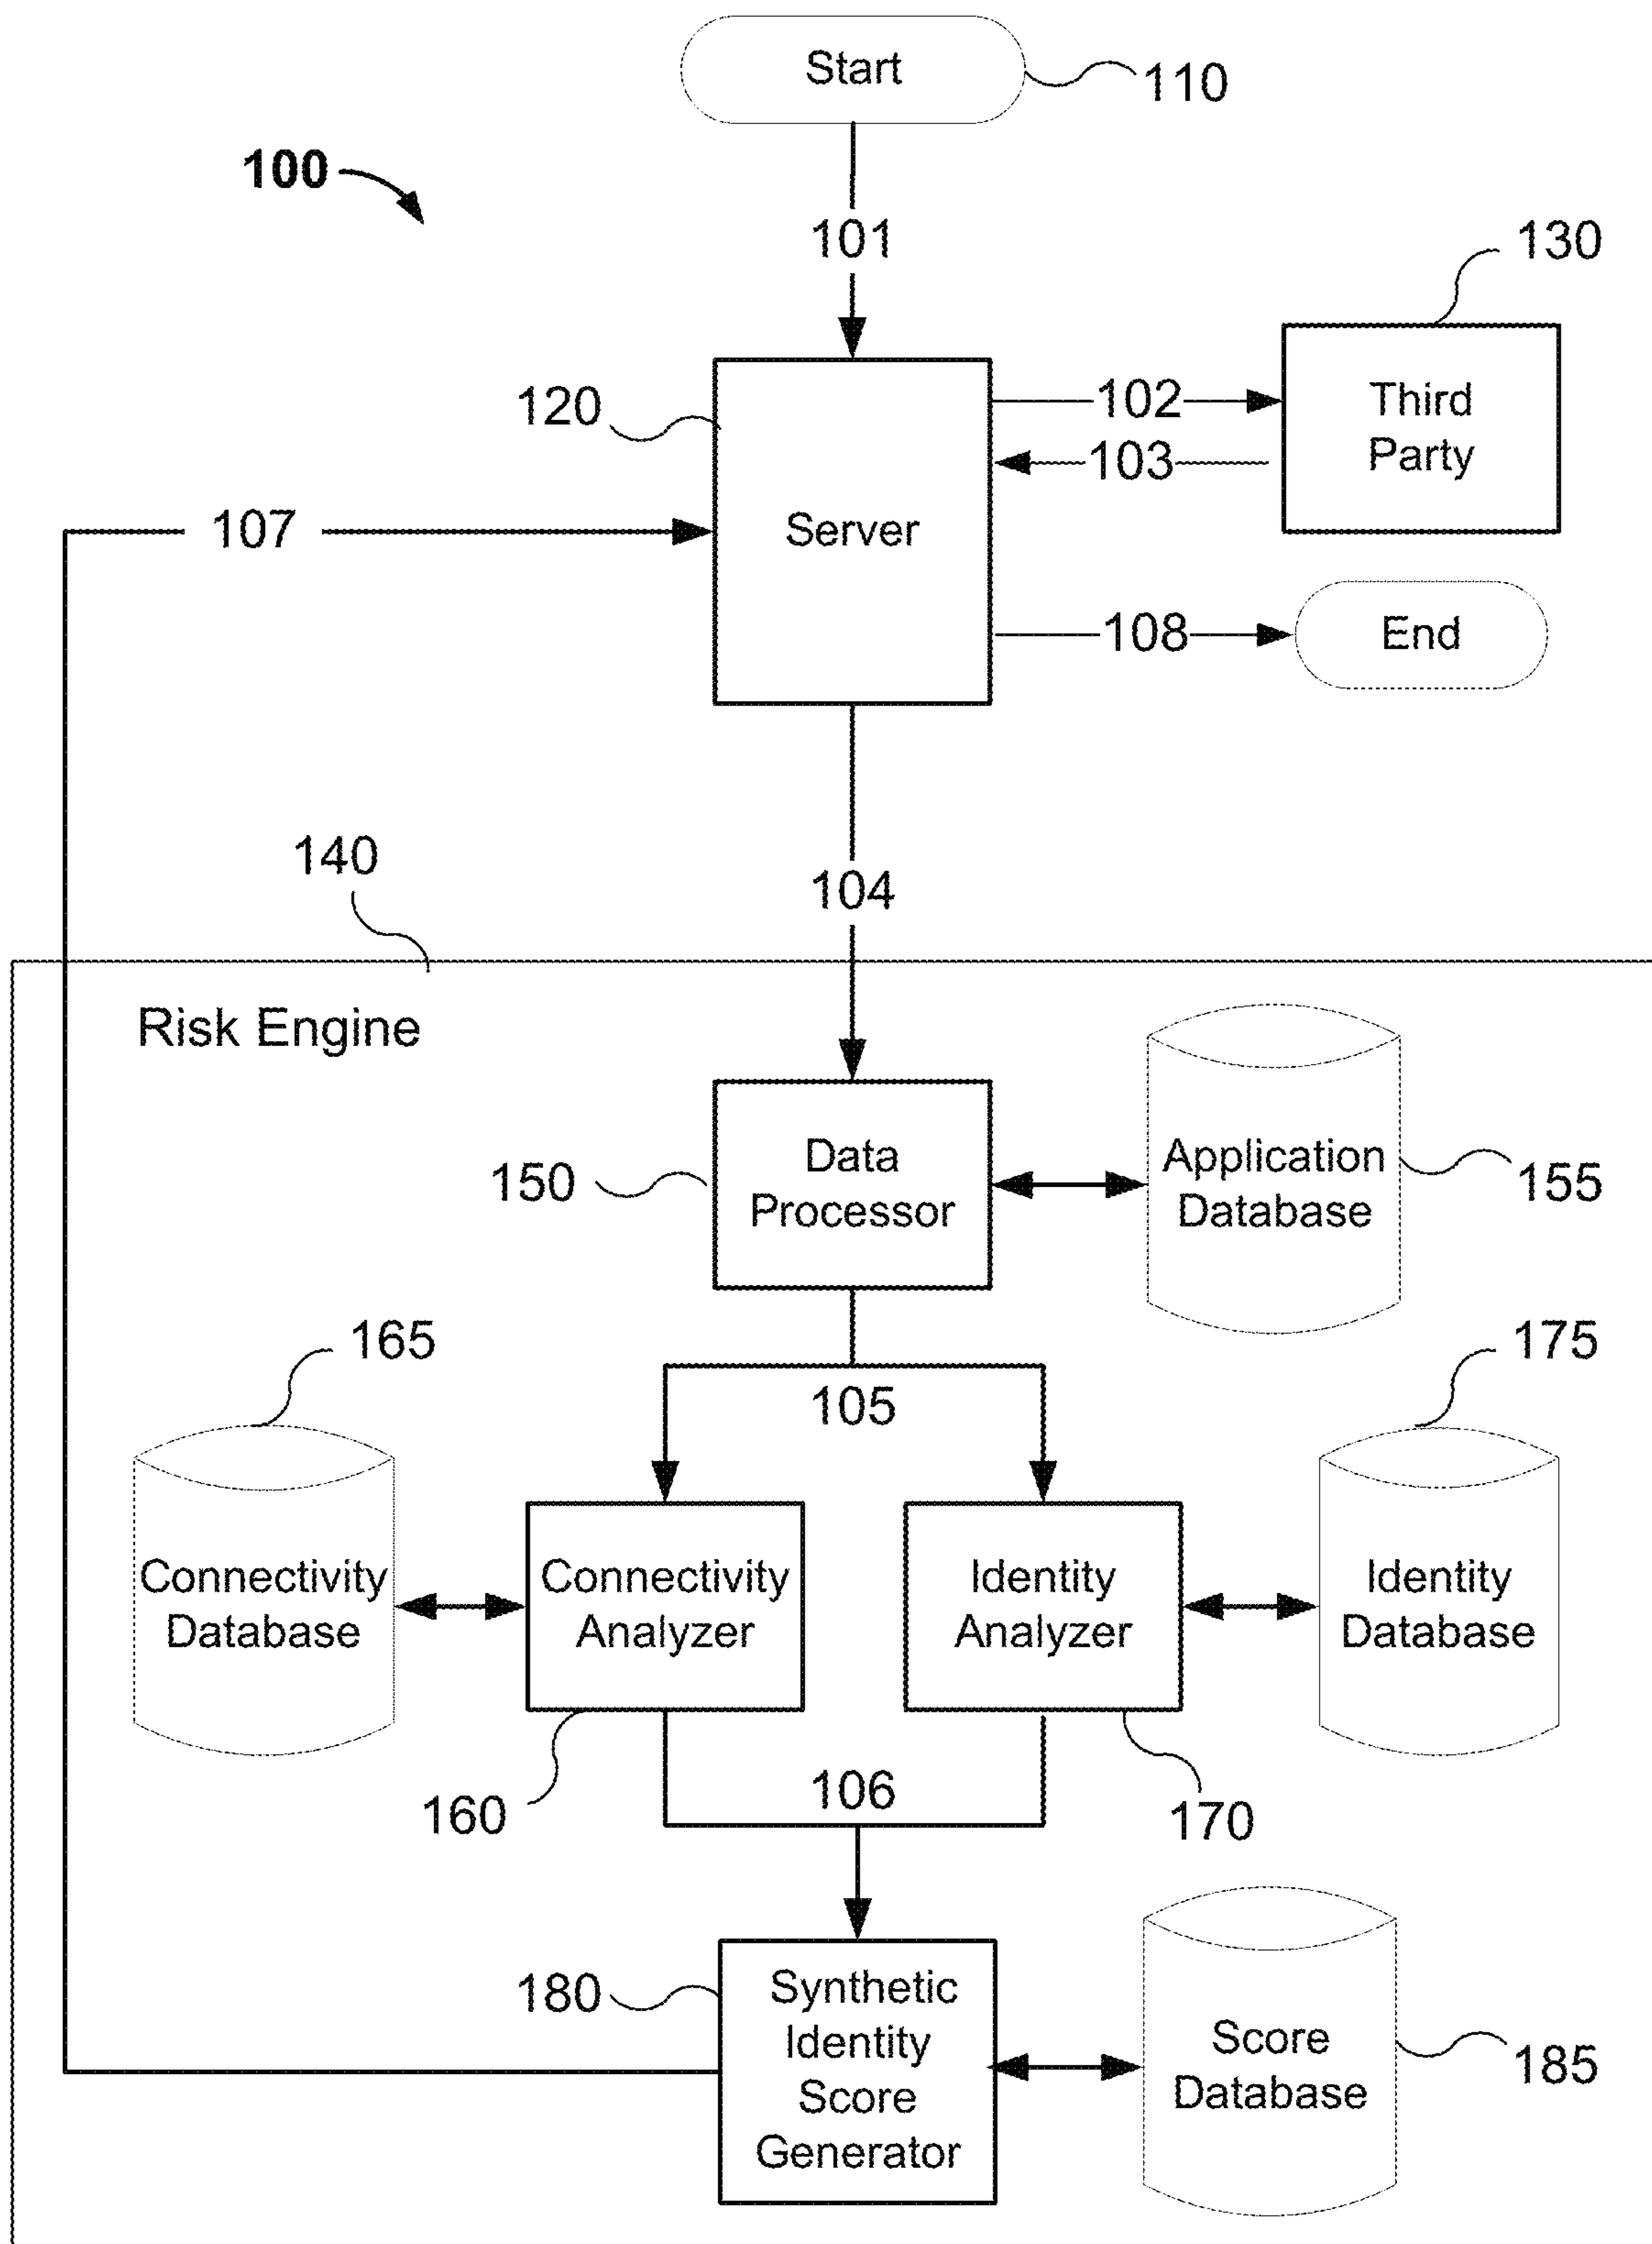 Start
110
100
101
130
120
102
Third
Party
103
Server
107
108
End
140
104
Risk Engine
Data
Processor
150
Application
Database
155
165
175
105
Connectivity
Database
Connectivity
Analyzer
Identity
Analyzer
Identity
Database
160
106
170
180
Synthetic
Identity
Score
Generator
Score
Database
185